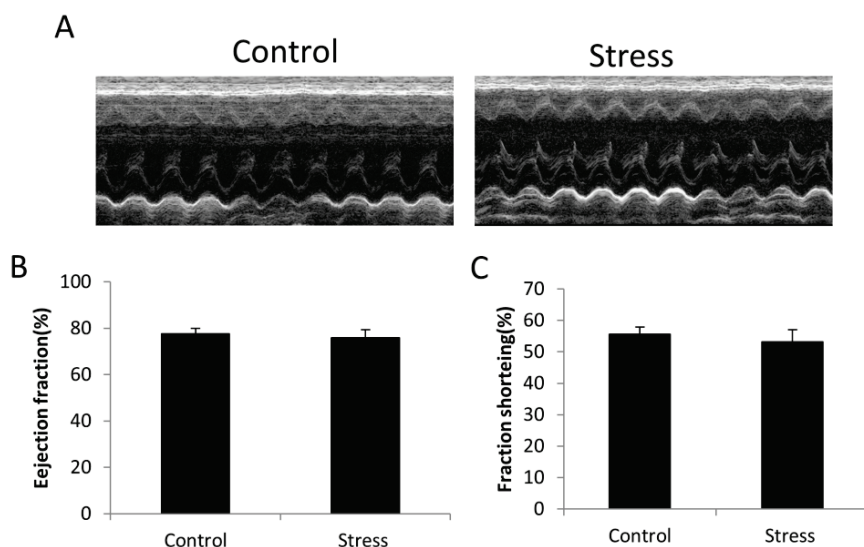 A
Control
Stress
B
Eejection fraction(%)
100
80
60
40
20
0
Control
Stress
C
Fraction shorteing(%)
70
60
50
40
30
20
10
0
Control
Stress